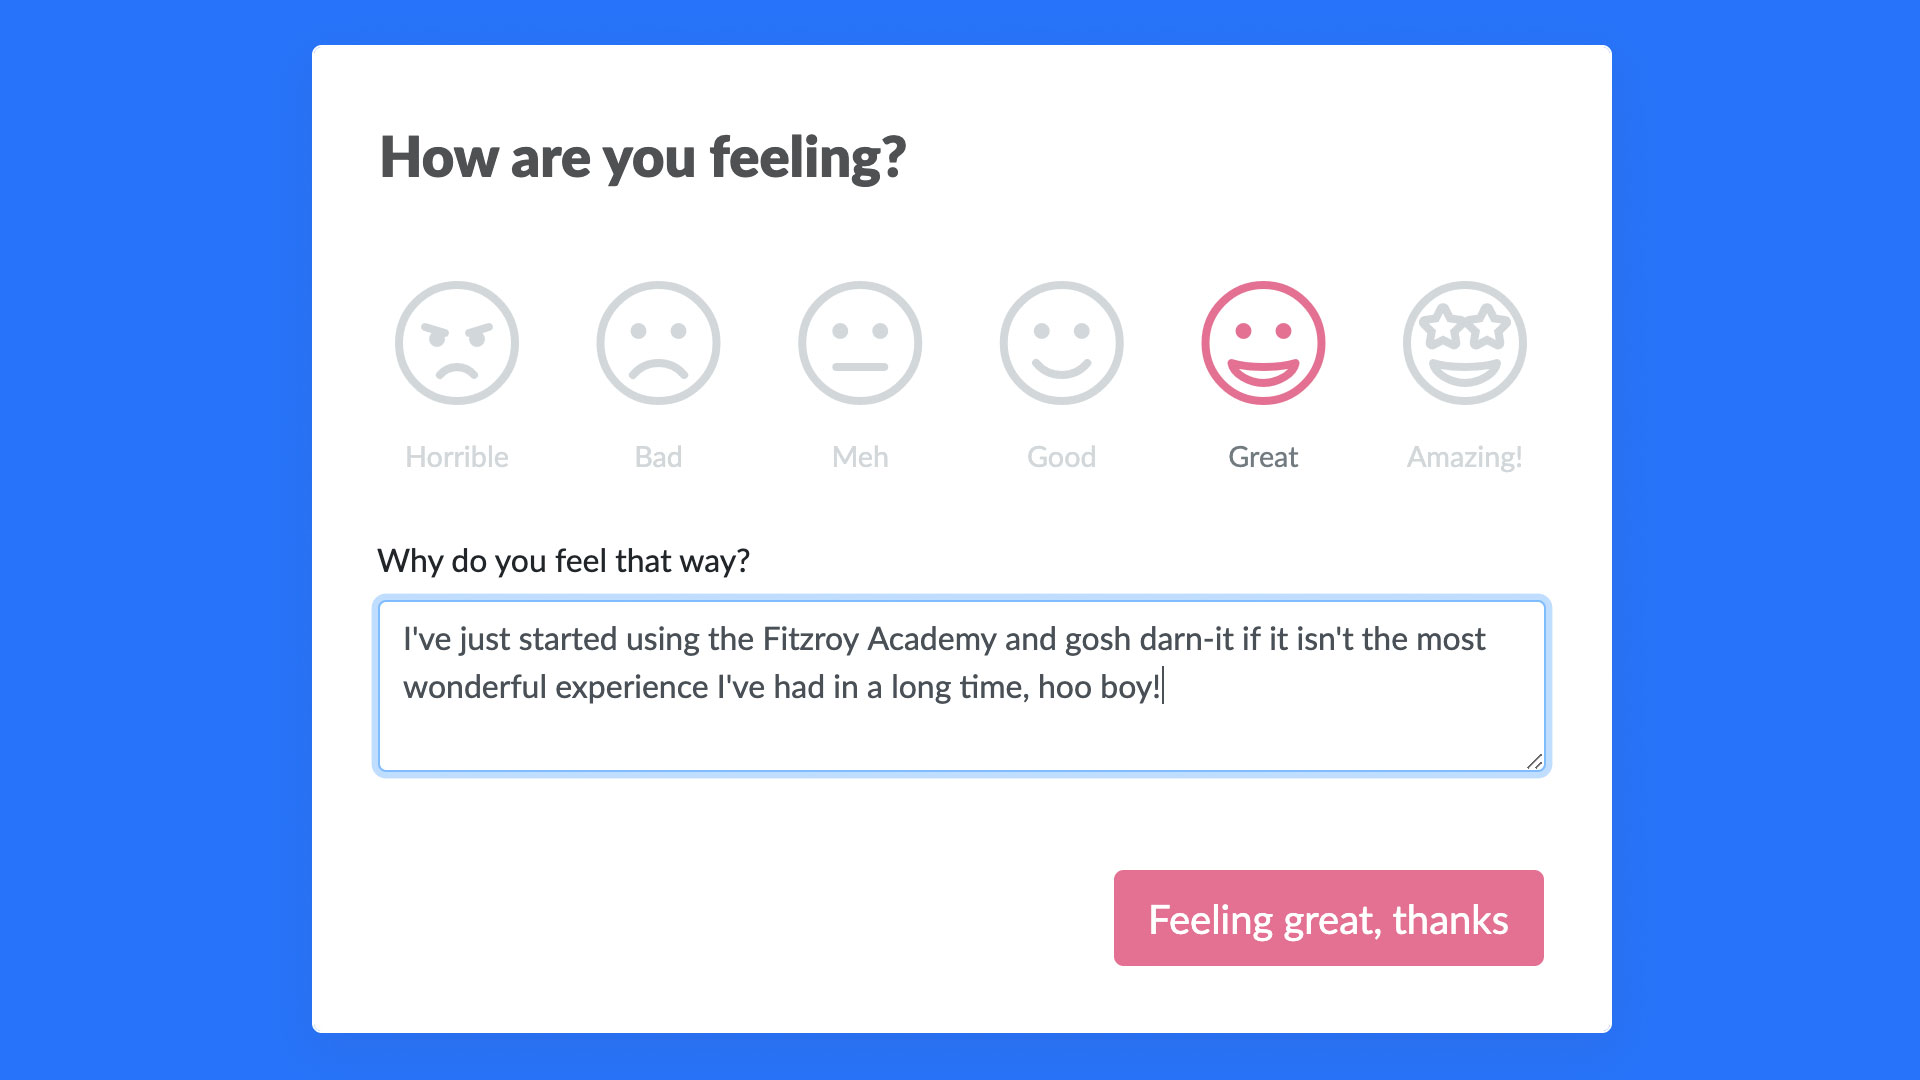 How are you feeling?
Horrible
Bad
Meh
Good
Great
Amazing!
Why do you feel that way?
I've just started using the Fitzroy Academy and gosh darn-it if it isn't the most
wonderful experience I've had in a long time, hoo boy!
Feeling great, thanks